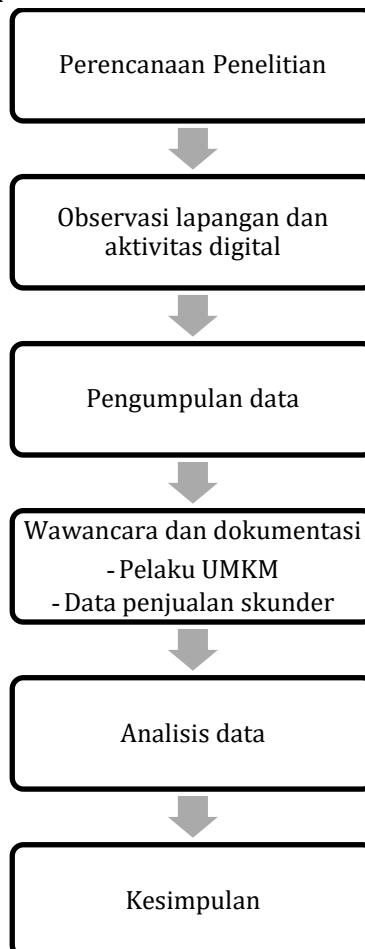 Perencanaan Penelitian
Observasi lapangan dan
aktivitas digital
Pengumpulan data
Wawancara dan dokumentasi
- Pelaku UMKM
- Data penjualan skunder
Analisis data
Kesimpulan